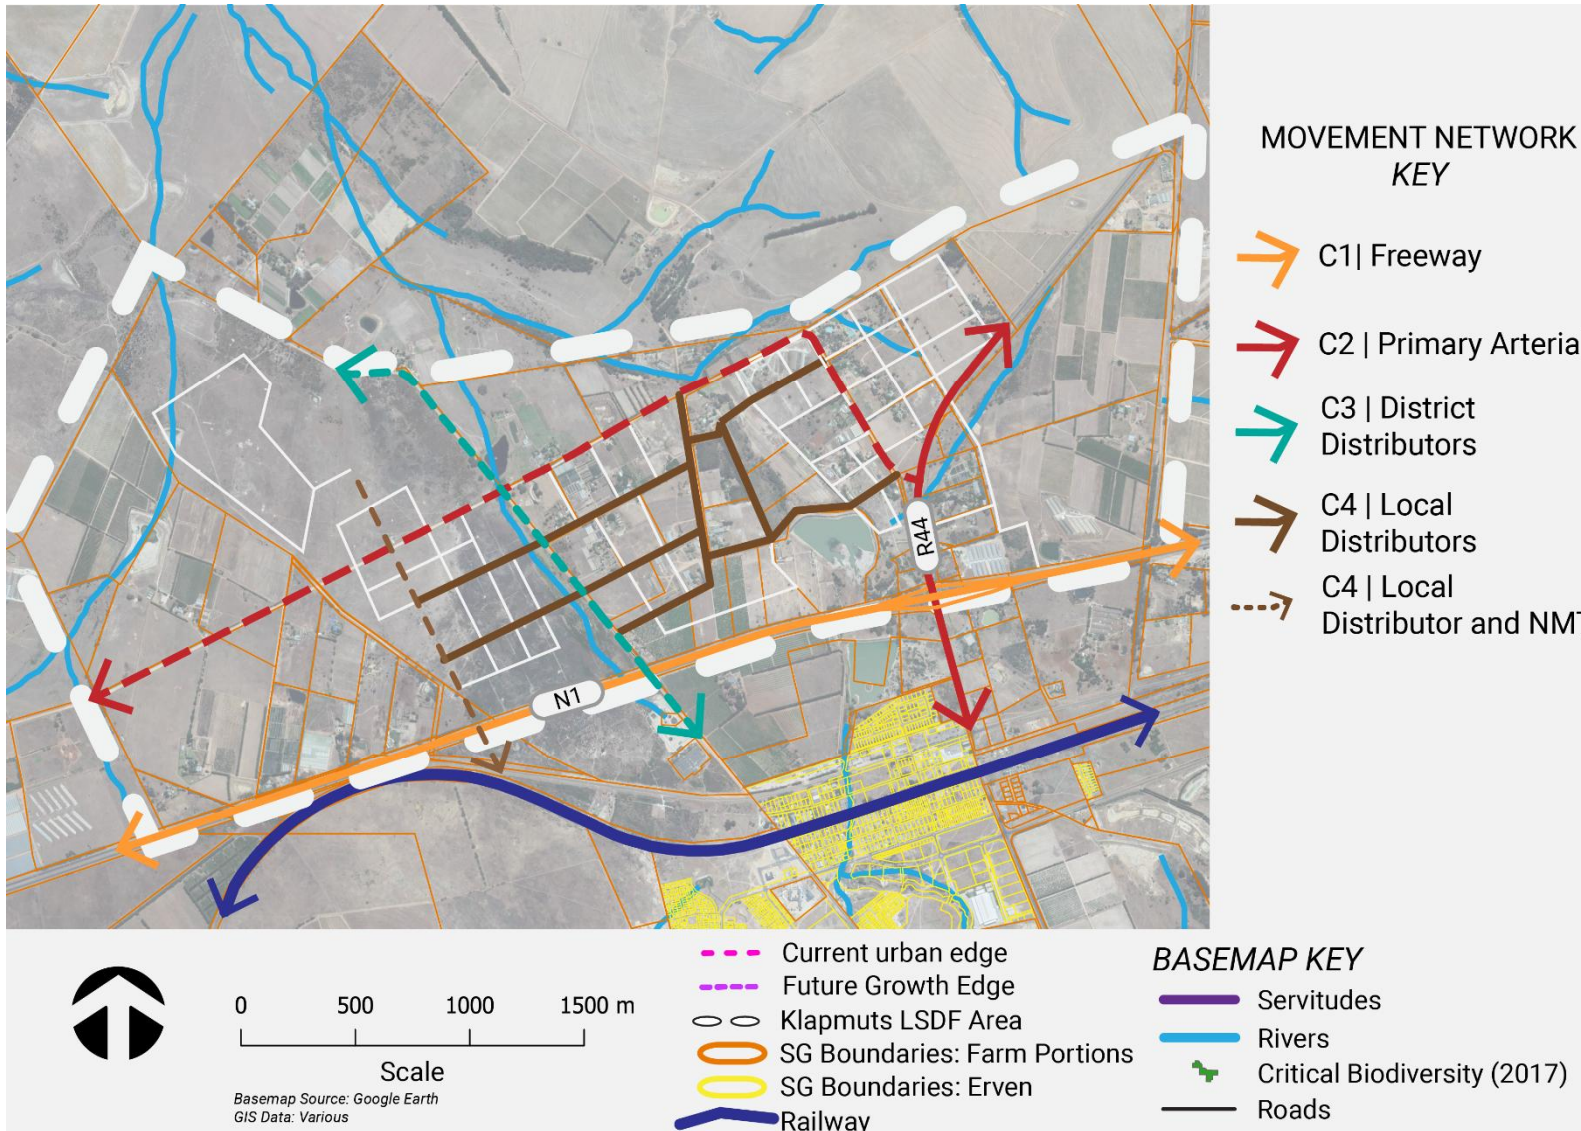 MOVEMENT NETWORK
KEY
C1| Freeway
C2 | Primary Arteria
C3 | District
Distributors
C4 | Local
Distributors
C4 | Local
Distributor and NMT
R44
N1
0 500 1000 1500 m
Scale
Basemap Source: Google Earth
GIS Data: Various
Current urban edge
Future Growth Edge
Klapmuts LSDF Area
SG Boundaries: Farm Portions
SG Boundaries: Erven
Railway
BASEMAP KEY
Servitudes
Rivers
Critical Biodiversity (2017)
Roads